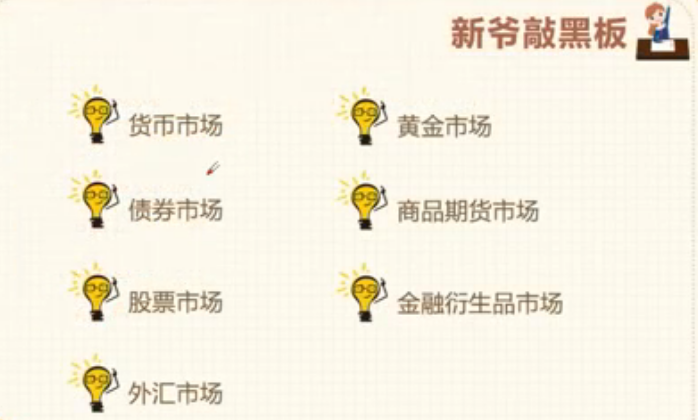 新爷敲黑板
货币市场
债券市场
股票市场
外汇市场
黄金市场
商品期货市场
金融衍生品市场